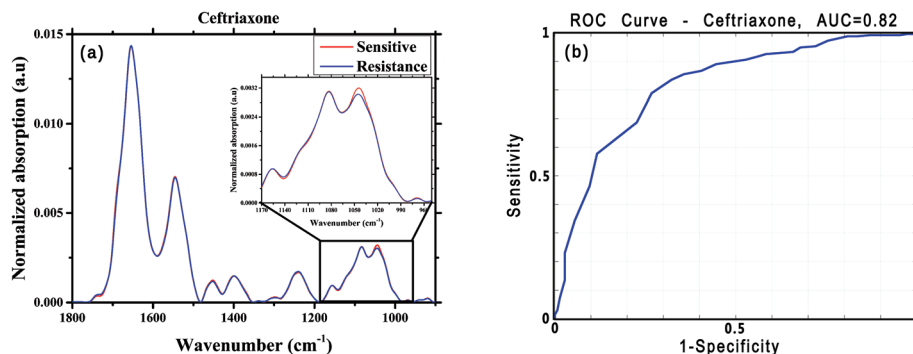 Ceftriaxone
(a)
Sensitive
Resistance
Normalized absorption (a.u)
0.015
0.010
0.005
0.000
1800
1600
1400
1200
1000
Wavenumber (cm⁻¹)
Normalized absorption (a.u)
0.0032
0.0024
0.0016
0.0008
0.0000
1170
1140
1110
1080
1050
1020
990
960
Wavenumber (cm⁻¹)
ROC Curve - Ceftriaxone, AUC=0.82
(b)
Sensitivity
1
0.5
0
0
0.5
1-Specificity